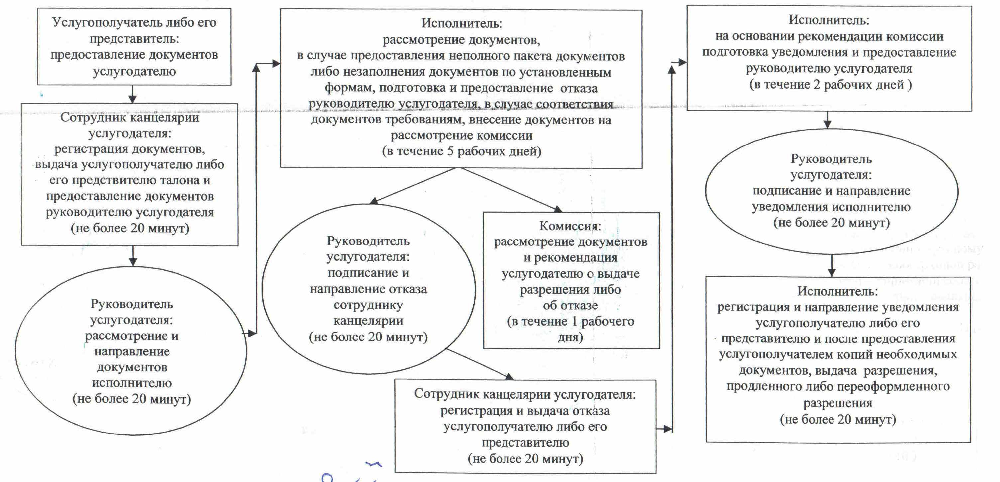 Услугополучатель либо его
представитель:
предоставление документов
услугодателю
Сотрудник канцелярии
услугодателя:
регистрация документов,
выдача услугополучателю либо
его предствителю талона и
предоставление документов
руководителю услугодателя
(не более 20 минут)
Руководитель
услугодателя:
рассмотрение и
направление
документов
исполнителю
(не более 20 минут)
Исполнитель:
рассмотрение документов,
в случае предоставления неполного пакета документов
либо незаполнения документов по установленным
формам, подготовка и предоставление отказа
руководителю услугодателя, в случае соответствия
документов требованиям, внесение документов на
рассмотрение комиссии
(в течение 5 рабочих дней)
Руководитель
услугодателя:
подписание и
направление отказа
сотруднику
канцелярии
(не более 20 минут)
Комиссия:
рассмотрение документов
и рекомендация
услугодателю о выдаче
разрешения либо
об отказе
(в течение 1 рабочего
дня)
Сотрудник канцелярии услугодателя:
регистрация и выдача отказа
услугополучателю либо его
представителю
(не более 20 минут)
Исполнитель:
на основании рекомендации комиссии
подготовка уведомления и предоставление
руководителю услугодателя
(в течение 2 рабочих дней )
Руководитель
услугодателя:
подписание и направление
уведомления исполнителю
(не более 20 минут)
Исполнитель:
регистрация и направление уведомления
услугополучателю либо его
представителю и после предоставления
услугополучателем копий необходимых
документов, выдача разрешения,
продленного либо переоформленного
разрешения
(не более 20 минут)